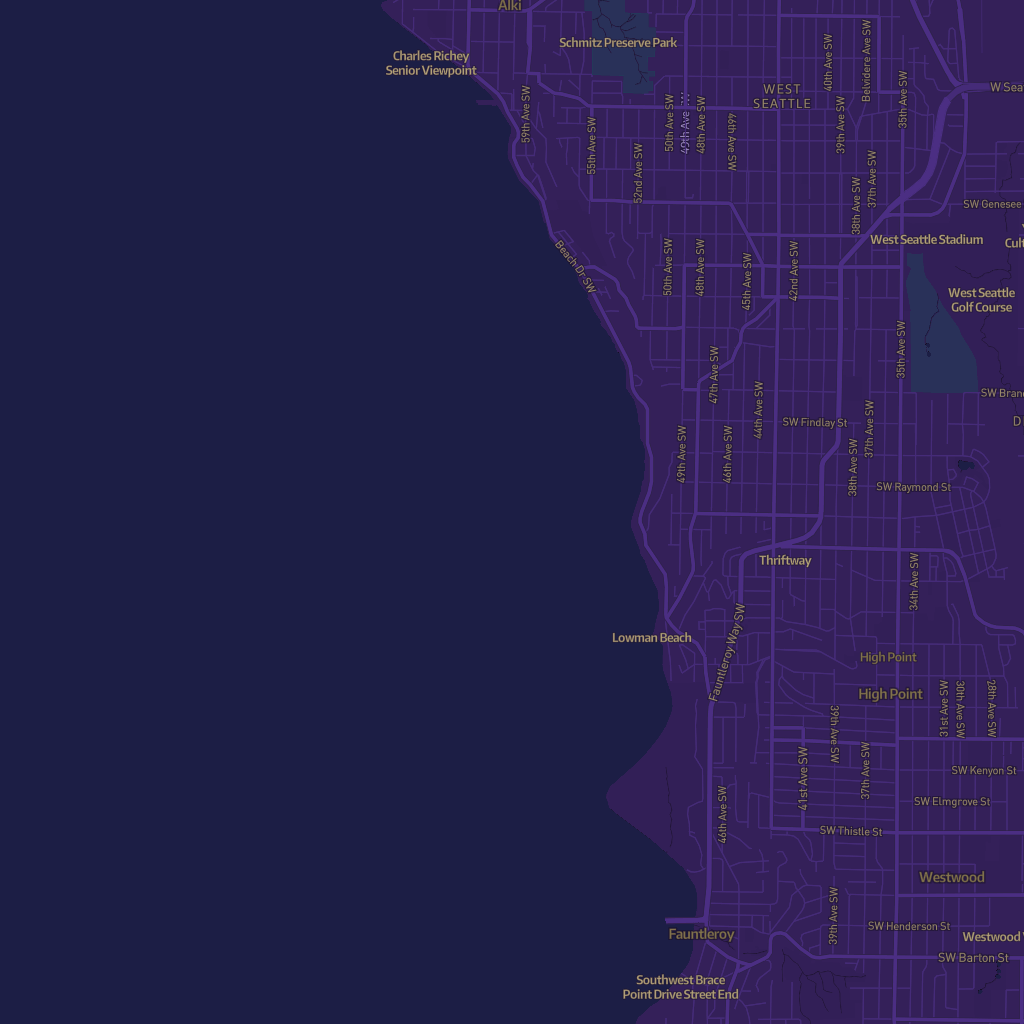 Alki
Schmitz Preserve Park
Charles Richey
Senior Viewpoint
WEST
SEATTLE
40th Ave SW
Belvidere Ave SW
35th Ave SW
W Sea
59th Ave SW
55th Ave SW
50th Ave SW
49th Ave
48th Ave SW
46th Ave SW
39th Ave SW
52nd Ave SW
37th Ave SW
38th Ave SW
SW Genesee
West Seattle Stadium
Cult
Beach Dr SW
50th Ave SW
48th Ave SW
45th Ave SW
42nd Ave SW
West Seattle
Golf Course
35th Ave SW
47th Ave SW
44th Ave SW
SW Bran
SW Findlay St
37th Ave SW
49th Ave SW
46th Ave SW
38th Ave SW
SW Raymond St
Thriftway
34th Ave SW
Lowman Beach
Fauntleroy Way SW
High Point
High Point
31st Ave SW
30th Ave SW
28th Ave SW
39th Ave SW
41st Ave SW
37th Ave SW
SW Kenyon St
46th Ave SW
SW Elmgrove St
SW Thistle St
Westwood
39th Ave SW
SW Henderson St
Fauntleroy
Westwood
SW Barton St
Southwest Brace
Point Drive Street End